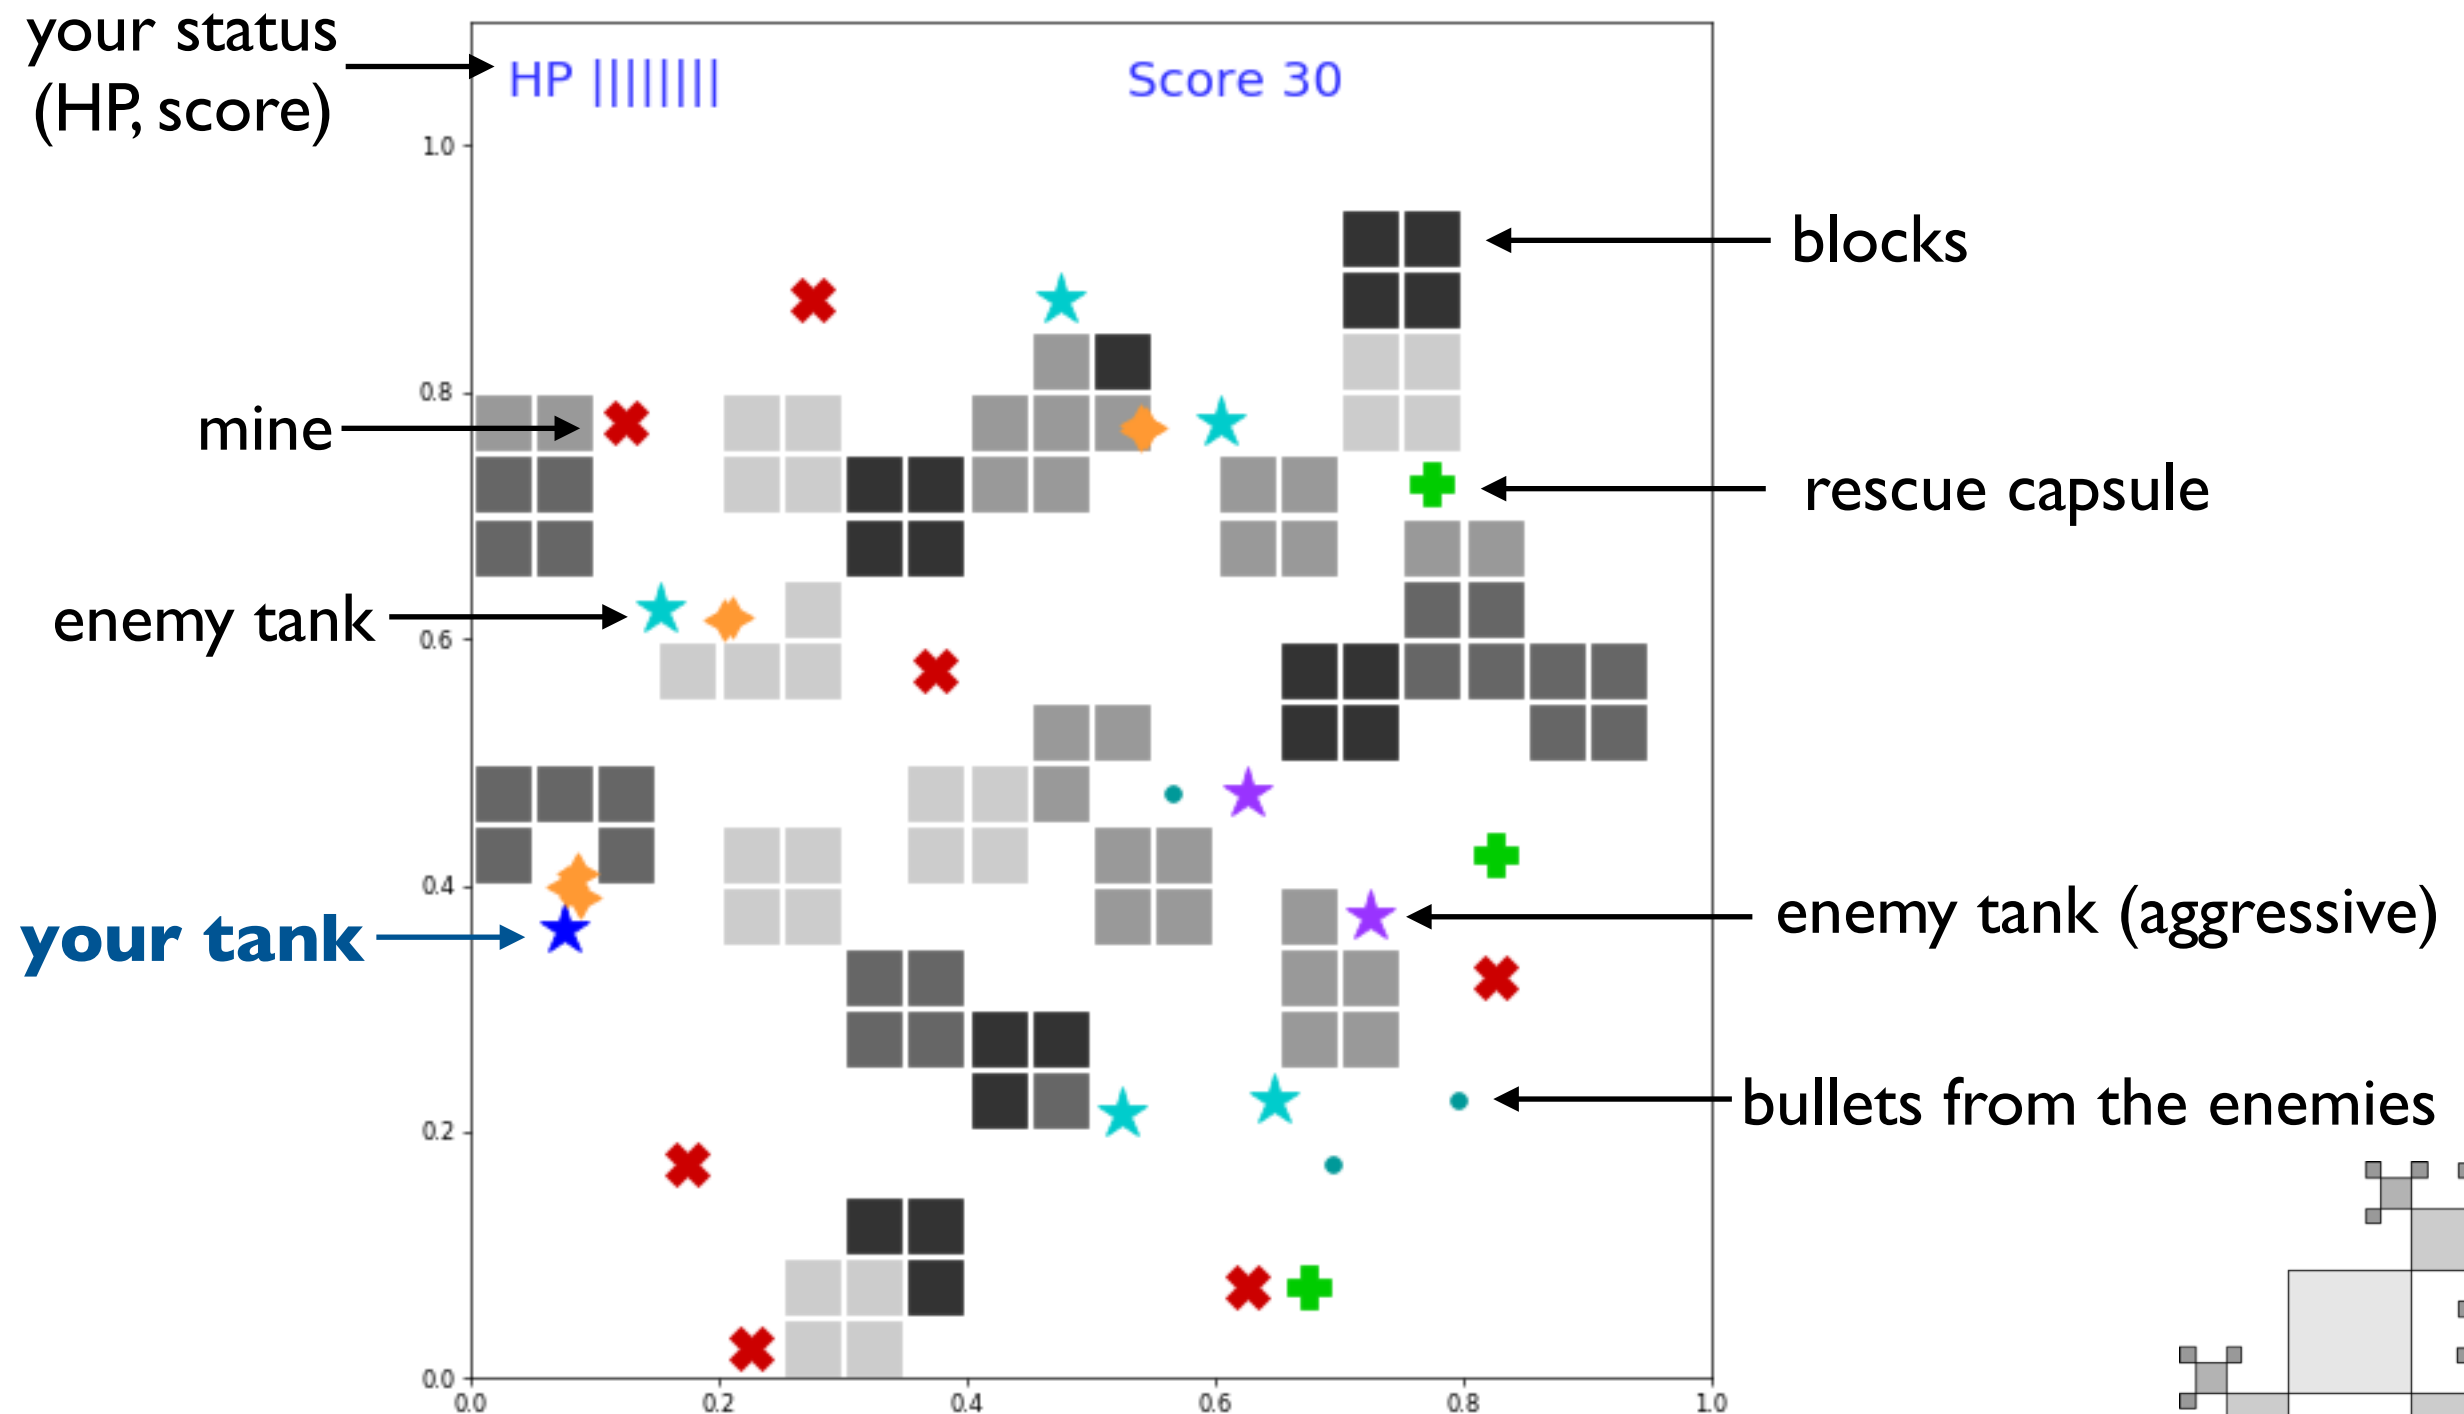 your status
(HP, score)
HP ||||||||
Score 30
1.0
blocks
0.8
mine
rescue capsule
enemy tank
0.6
0.4
your tank
enemy tank (aggressive)
bullets from the enemies
0.2
0.0
0.0 0.2 0.4 0.6 0.8 1.0